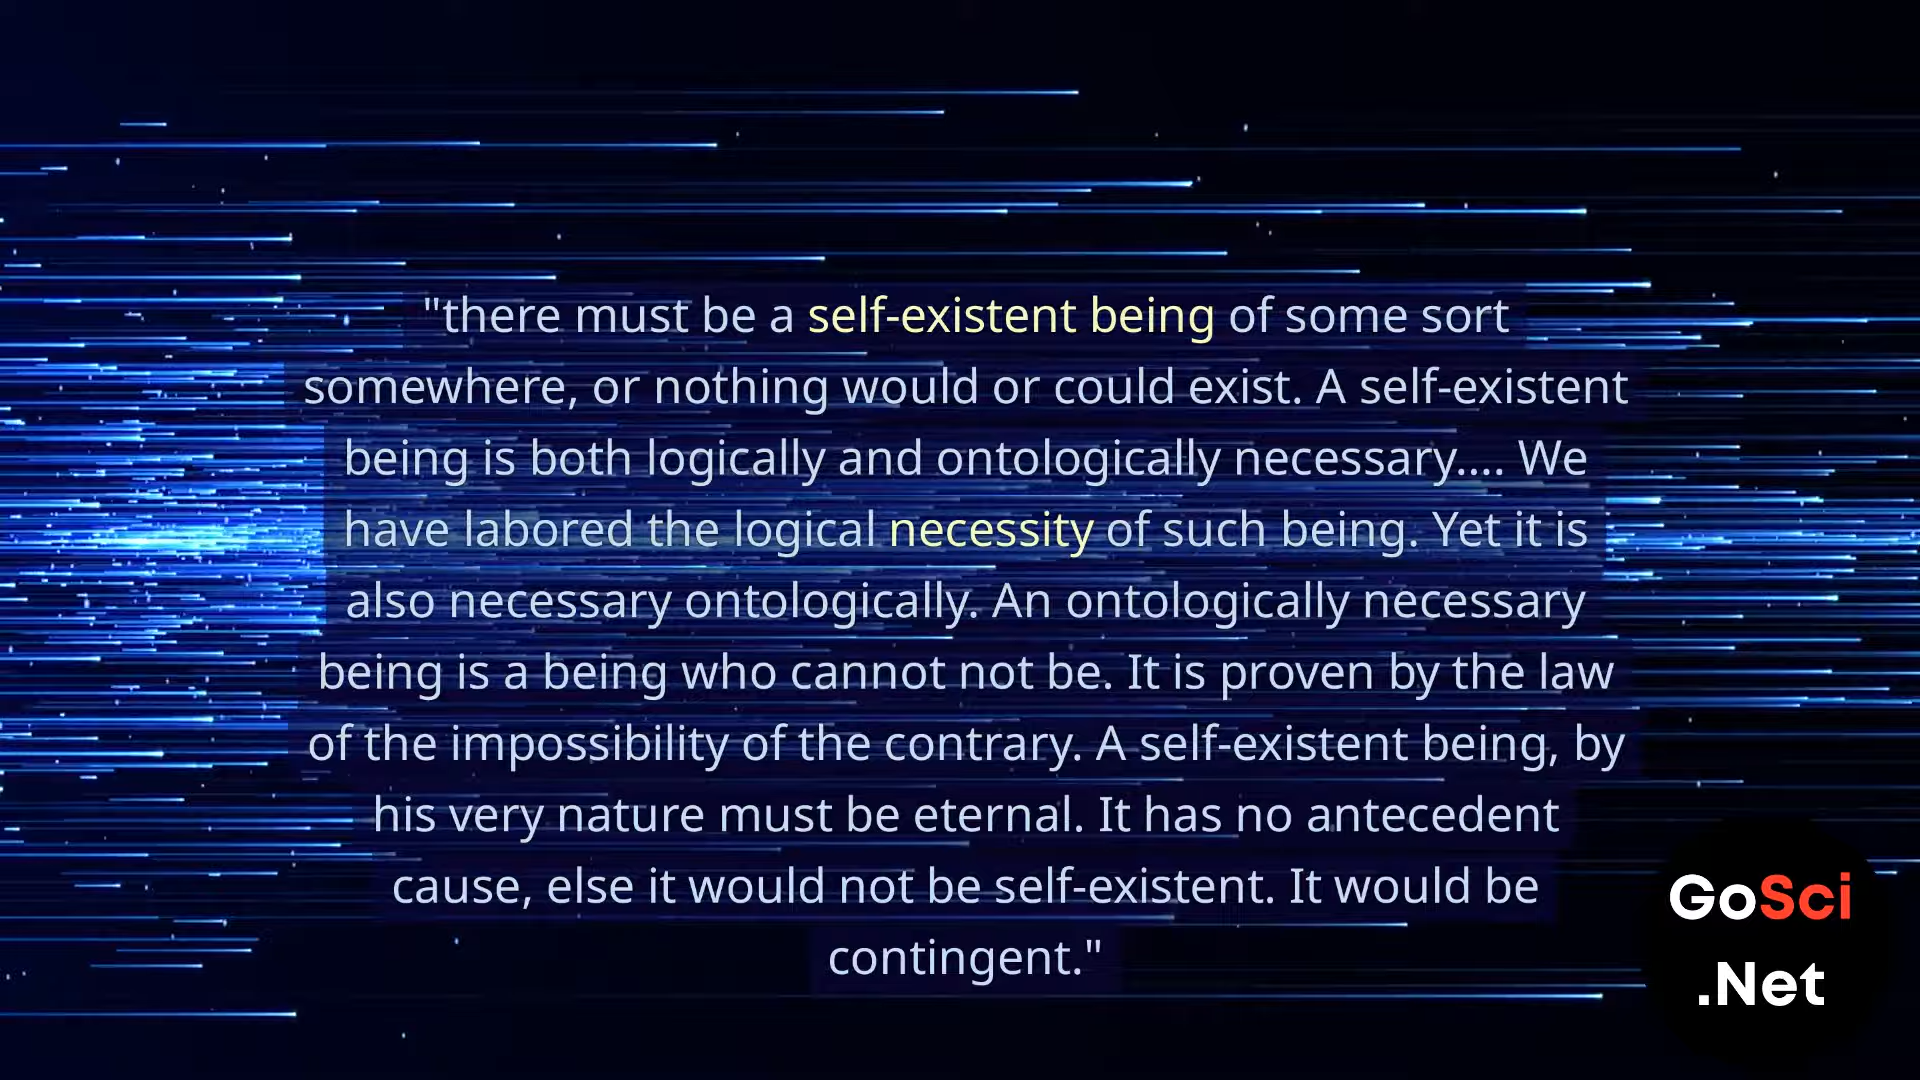 "there must be a self-existent being of some sort
somewhere, or nothing would or could exist. A self-existent
being is both logically and ontologically necessary.... We
have labored the logical necessity of such being. Yet it is
also necessary ontologically. An ontologically necessary
being is a being who cannot not be. It is proven by the law
of the impossibility of the contrary. A self-existent being, by
his very nature must be eternal. It has no antecedent
cause, else it would not be self-existent. It would be
contingent."
GoSci
.Net